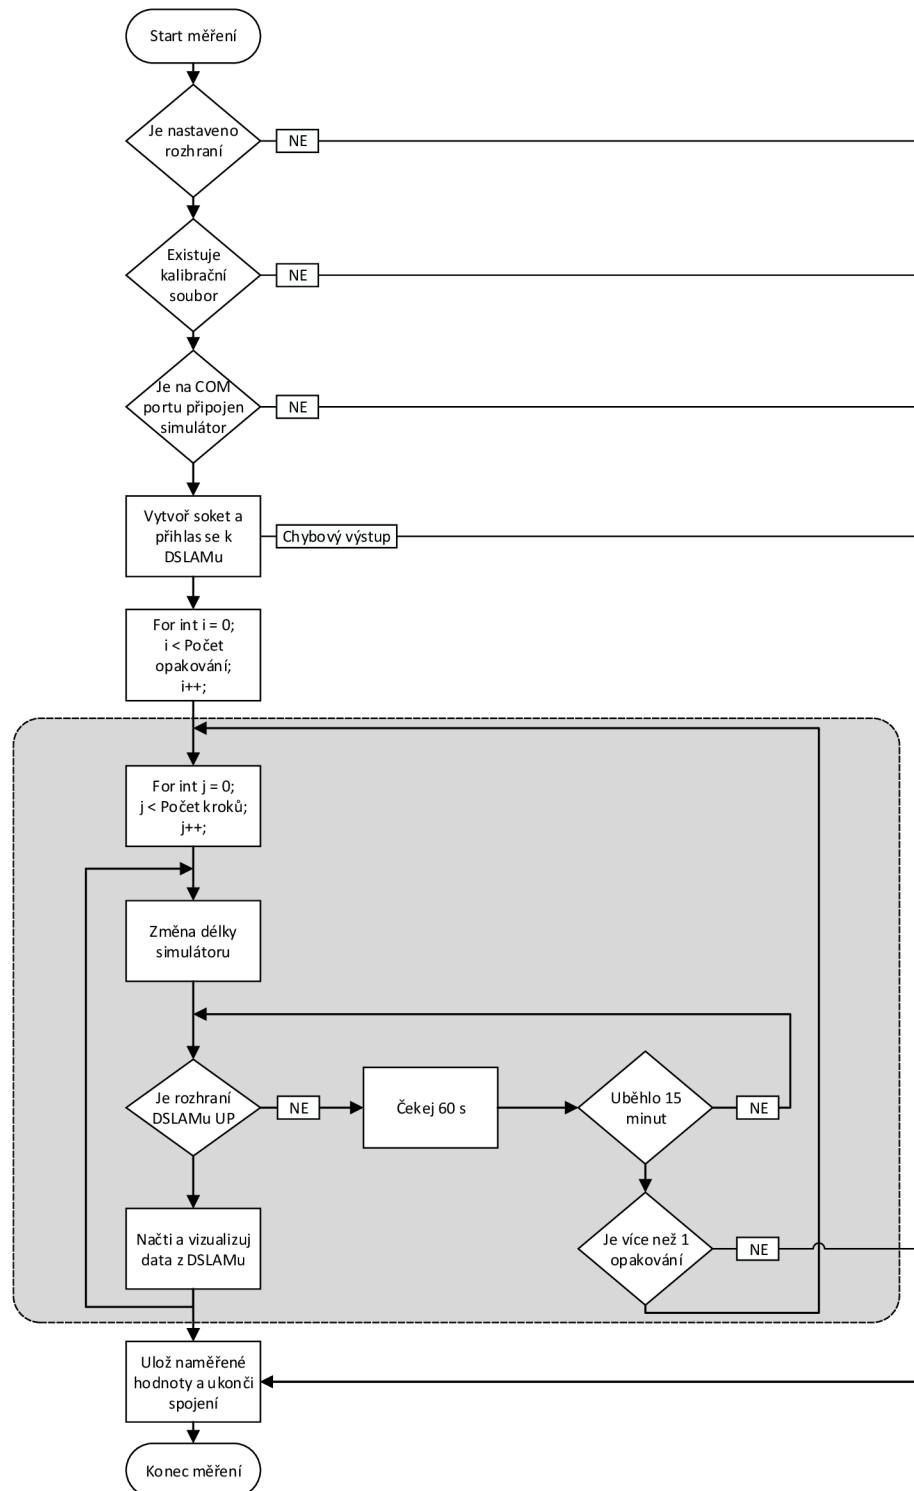 Start měření
Je nastaveno
rozhraní
NE
Existuje
kalibrační
soubor
NE
Je na COM
portu připojen
simulátor
NE
Vytvoř soket a
přihlas se k
DSLAMu
Chybový výstup
For int i = 0;
i < Počet
opakování;
i++;
For int j = 0;
j < Počet kroků;
j++;
Změna délky
simulátoru
Je rozhraní
DSLAMu UP
NE
Čekej 60 s
Uběhlo 15
minut
NE
Načti a vizualizuj
data z DSLAMu
Je více než 1
opakování
NE
Ulož naměřené
hodnoty a ukonči
spojení
Konec měření